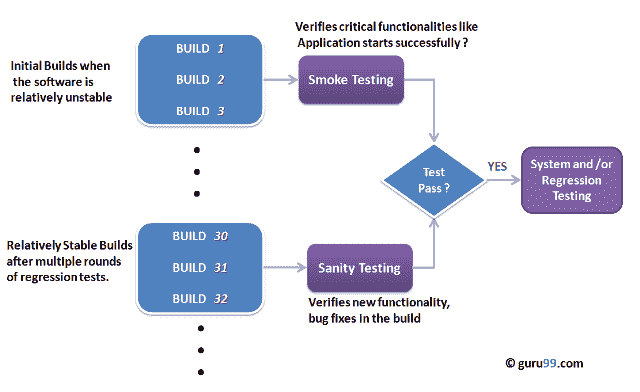 Verifies critical functionalities like
Application starts successfully ?
Initial Builds when
the software is
relatively unstable
BUILD 1
BUILD 2
BUILD 3
Smoke Testing
Test
Pass ?
YES
System and /or
Regression
Testing
Relatively Stable Builds
after multiple rounds
of regression tests.
BUILD 30
BUILD 31
BUILD 32
Sanity Testing
Verifies new functionality,
bug fixes in the build
© guru99.com